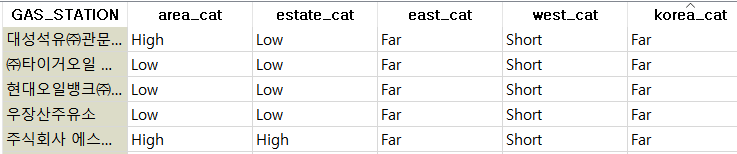 GAS_STATION area_cat estate_cat east_cat west_cat korea_cat
대성석유㈜관문... High Low Far Short Far
㈜타이거오일 ... Low Low Far Short Far
현대오일뱅크㈜... Low Low Far Short Far
우장산주유소 Low Low Far Short Far
주식회사 에스... High High Far Short Far